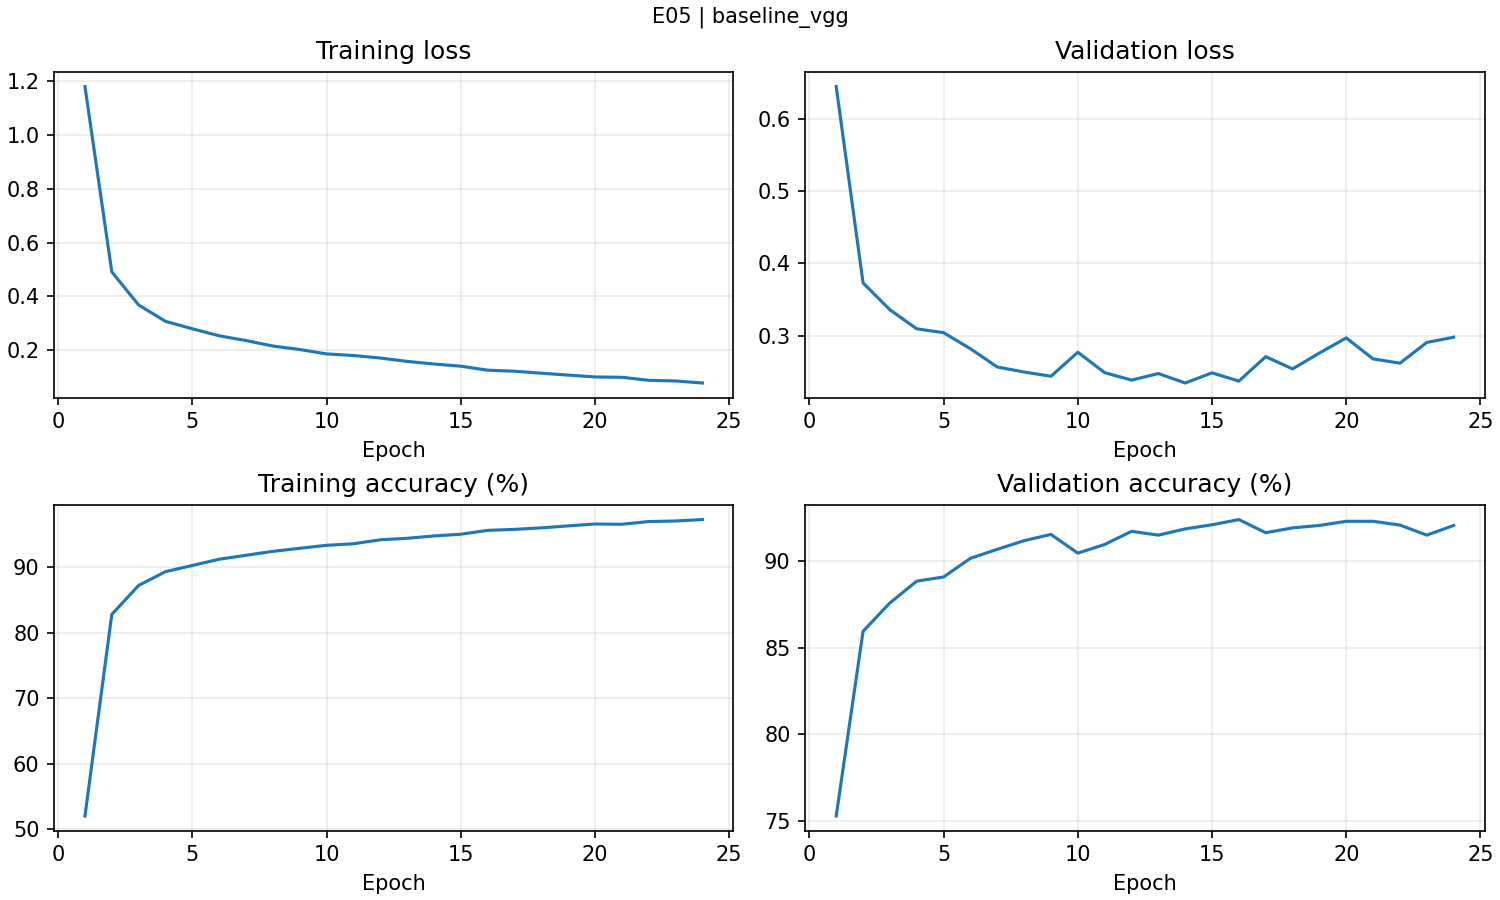 E05 | baseline_vgg
Training loss
1.2
1.0
0.8
0.6
0.4
0.2
0 5 10 15 20 25
Epoch
Validation loss
0.6
0.5
0.4
0.3
0 5 10 15 20 25
Epoch
Training accuracy (%)
90
80
70
60
50
0 5 10 15 20 25
Epoch
Validation accuracy (%)
90
85
80
75
0 5 10 15 20 25
Epoch